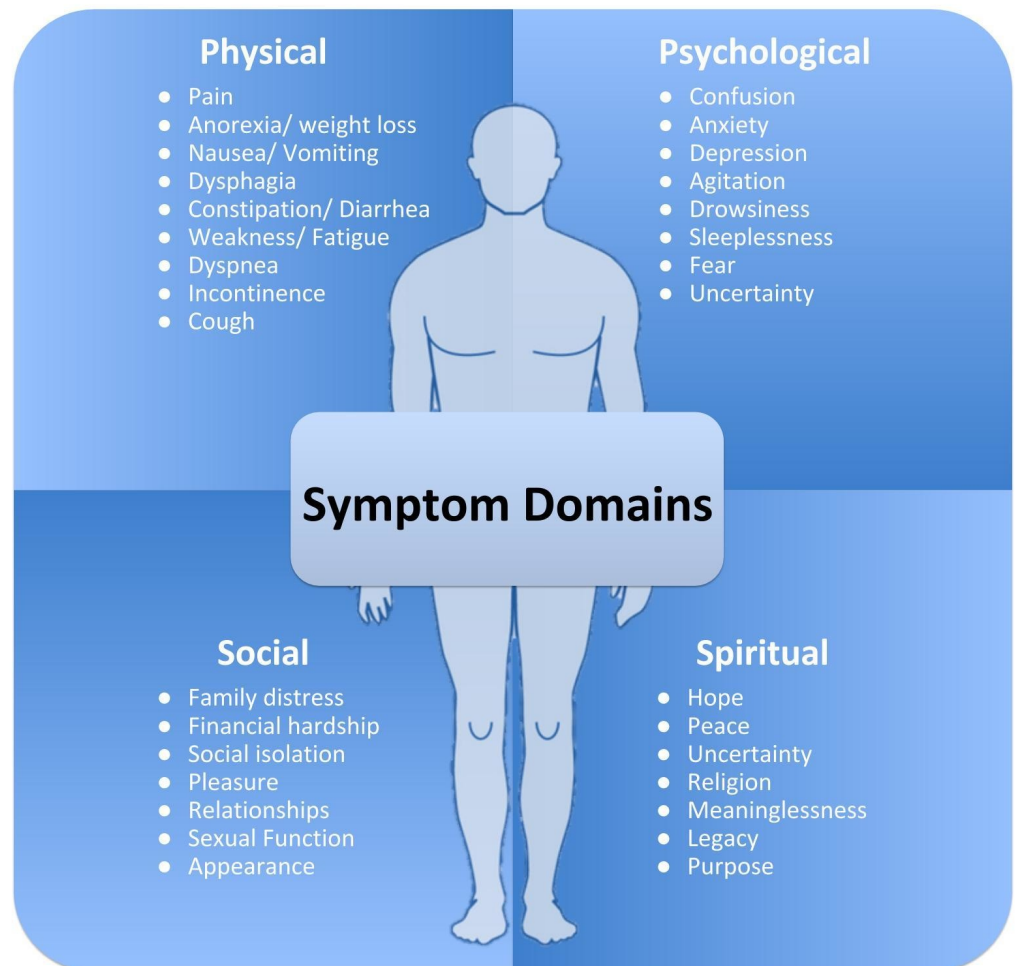 Physical
● Pain
● Anorexia/ weight loss
● Nausea/ Vomiting
● Dysphagia
● Constipation/ Diarrhea
● Weakness/ Fatigue
● Dyspnea
● Incontinence
● Cough
Psychological
● Confusion
● Anxiety
● Depression
● Agitation
● Drowsiness
● Sleeplessness
● Fear
● Uncertainty
Symptom Domains
Social
● Family distress
● Financial hardship
● Social isolation
● Pleasure
● Relationships
● Sexual Function
● Appearance
Spiritual
● Hope
● Peace
● Uncertainty
● Religion
● Meaninglessness
● Legacy
● Purpose